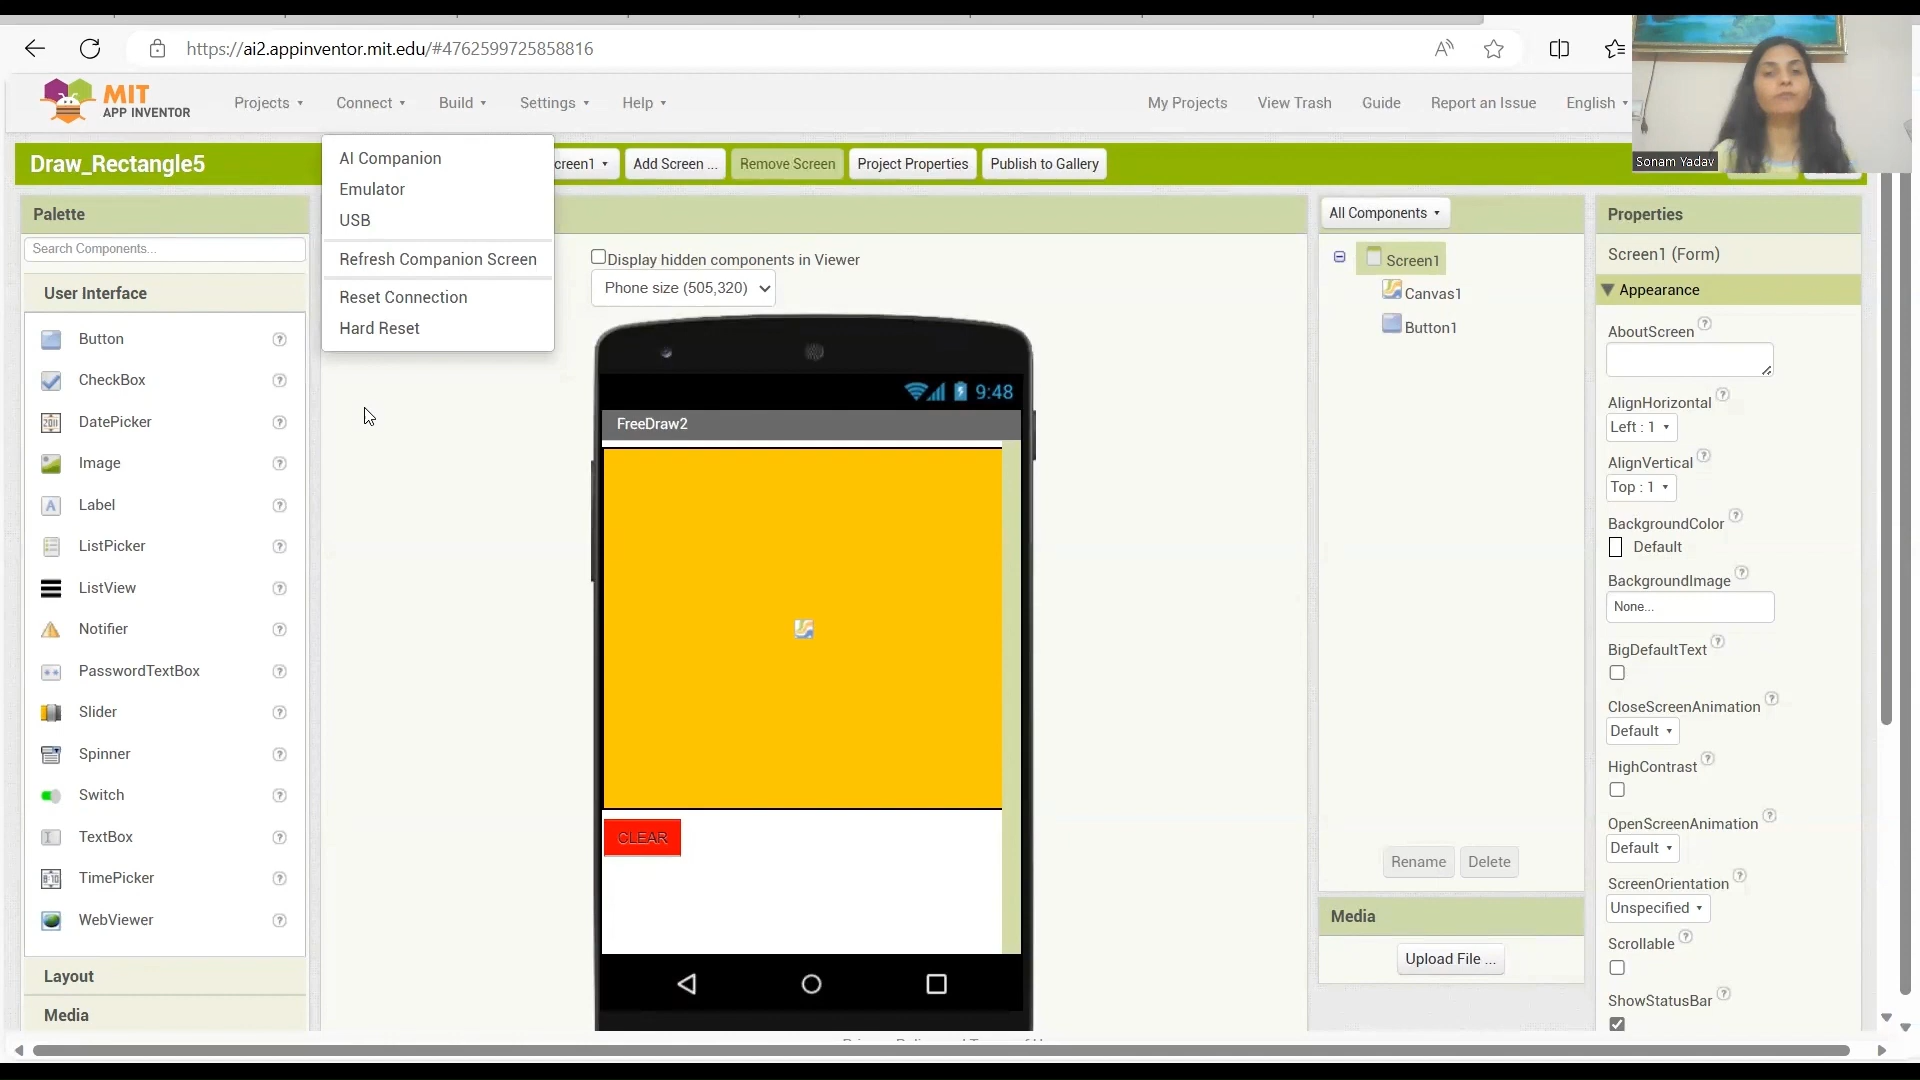 https://ai2.appinventor.mit.edu/#4762599725858816
MIT
APP INVENTOR
Projects
Connect
Build
Settings
Help
My Projects
View Trash
Guide
Report an Issue
English
Sonam Yadav
Draw_Rectangle5
creen1
Add Screen ...
Remove Screen
Project Properties
Publish to Gallery
AI Companion
Emulator
USB
Refresh Companion Screen
Reset Connection
Hard Reset
Palette
Search Components...
User Interface
Button
CheckBox
DatePicker
Image
Label
ListPicker
ListView
Notifier
PasswordTextBox
Slider
Spinner
Switch
TextBox
TimePicker
WebViewer
Layout
Media
Display hidden components in Viewer
Phone size (505,320)
9:48
FreeDraw2
CLEAR
All Components
Screen1
Canvas1
Button1
Rename
Delete
Media
Upload File ...
Properties
Screen1 (Form)
Appearance
AboutScreen
AlignHorizontal
Left : 1
AlignVertical
Top : 1
BackgroundColor
Default
BackgroundImage
None...
BigDefaultText
CloseScreenAnimation
Default
HighContrast
OpenScreenAnimation
Default
ScreenOrientation
Unspecified
Scrollable
ShowStatusBar